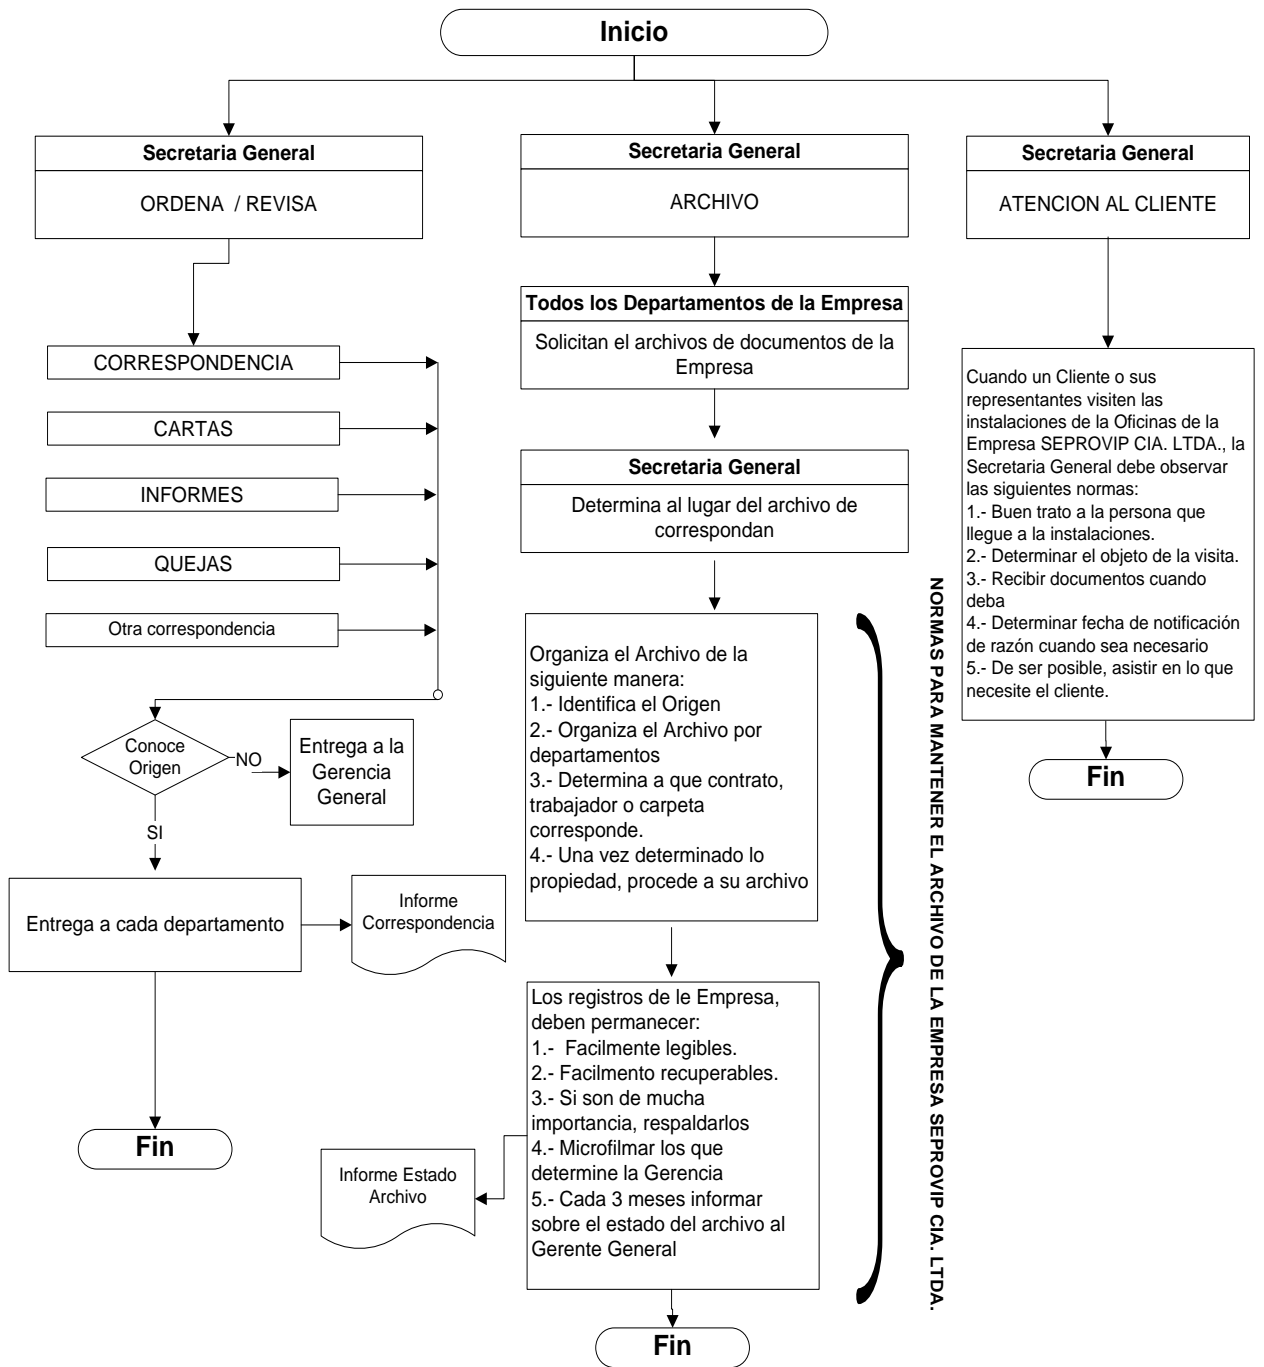 Inicio
Secretaria General
ORDENA / REVISA
CORRESPONDENCIA
CARTAS
INFORMES
QUEJAS
Otra correspondencia
Conoce
Origen
NO
Entrega a la
Gerencia
General
SI
Entrega a cada departamento
Informe
Correspondencia
Fin
Secretaria General
ARCHIVO
Todos los Departamentos de la Empresa
Solicitan el archivos de documentos de la
Empresa
Secretaria General
Determina al lugar del archivo de
correspondan
Organiza el Archivo de la
siguiente manera:
1.- Identifica el Origen
2.- Organiza el Archivo por
departamentos
3.- Determina a que contrato,
trabajador o carpeta
corresponde.
4.- Una vez determinado lo
propiedad, procede a su archivo
Los registros de le Empresa,
deben permanecer:
1.- Facilmente legibles.
2.- Facilmento recuperables.
3.- Si son de mucha
importancia, respaldarlos
4.- Microfilmar los que
determine la Gerencia
5.- Cada 3 meses informar
sobre el estado del archivo al
Gerente General
Informe Estado
Archivo
Fin
NORMAS PARA MANTENER EL ARCHIVO DE LA EMPRESA SEPROVIP CIA. LTDA.
Secretaria General
ATENCION AL CLIENTE
Cuando un Cliente o sus
representantes visiten las
instalaciones de la Oficinas de la
Empresa SEPROVIP CIA. LTDA., la
Secretaria General debe observar
las siguientes normas:
1.- Buen trato a la persona que
llegue a la instalaciones.
2.- Determinar el objeto de la visita.
3.- Recibir documentos cuando
deba
4.- Determinar fecha de notificación
de razón cuando sea necesario
5.- De ser posible, asistir en lo que
necesite el cliente.
Fin